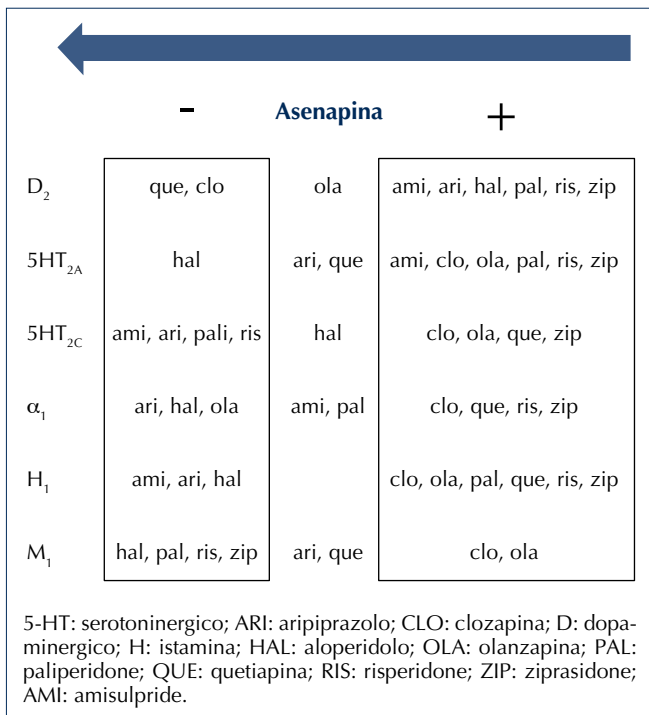 - Asenapina +
D₂ que, clo ola ami, ari, hal, pal, ris, zip
5HT₂A hal ari, que ami, clo, ola, pal, ris, zip
5HT₂C ami, ari, pali, ris hal clo, ola, que, zip
α₁ ari, hal, ola ami, pal clo, que, ris, zip
H₁ ami, ari, hal clo, ola, pal, que, ris, zip
M₁ hal, pal, ris, zip ari, que clo, ola
5-HT: serotoninergico; ARI: aripiprazolo; CLO: clozapina; D: dopa-
minergico; H: istamina; HAL: aloperidolo; OLA: olanzapina; PAL:
paliperidone; QUE: quetiapina; RIS: risperidone; ZIP: ziprasidone;
AMI: amisulpride.